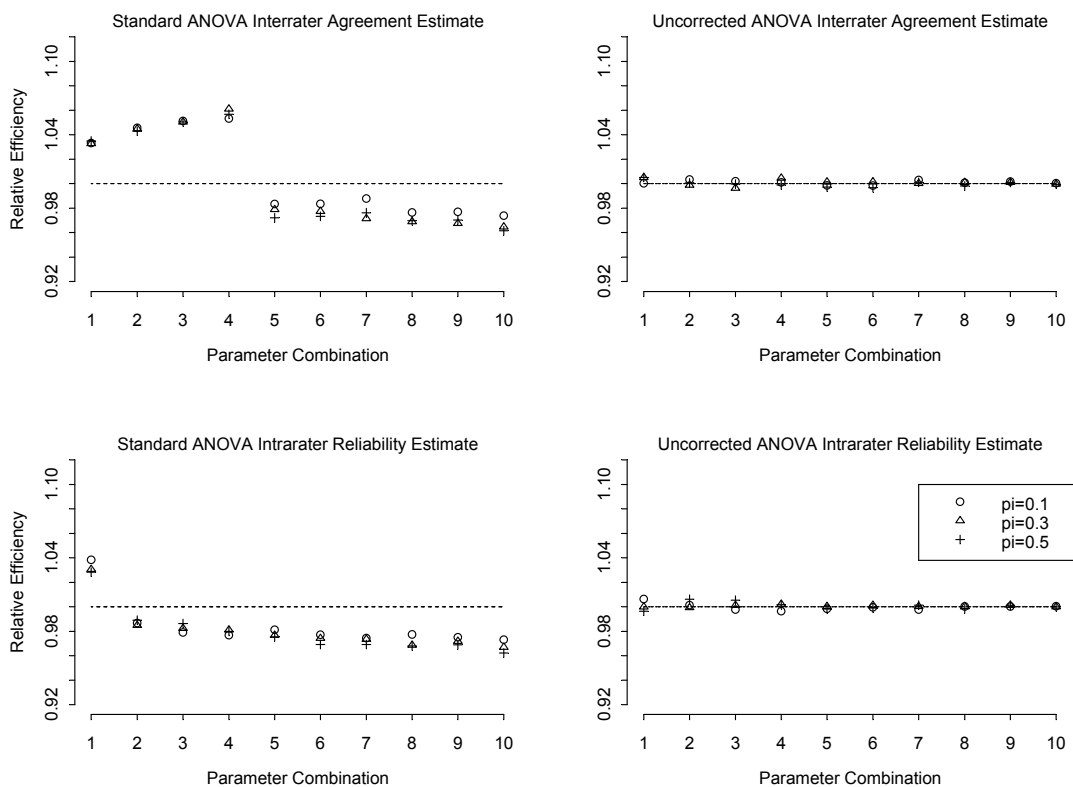 Standard ANOVA Interrater Agreement Estimate
Relative Efficiency
1.10
1.04
0.98
0.92
1 2 3 4 5 6 7 8 9 10
Parameter Combination
Uncorrected ANOVA Interrater Agreement Estimate
1.10
1.04
0.98
0.92
1 2 3 4 5 6 7 8 9 10
Parameter Combination
Standard ANOVA Intrarater Reliability Estimate
Relative Efficiency
1.10
1.04
0.98
0.92
1 2 3 4 5 6 7 8 9 10
Parameter Combination
Uncorrected ANOVA Intrarater Reliability Estimate
1.10
1.04
0.98
0.92
pi=0.1
pi=0.3
pi=0.5
1 2 3 4 5 6 7 8 9 10
Parameter Combination